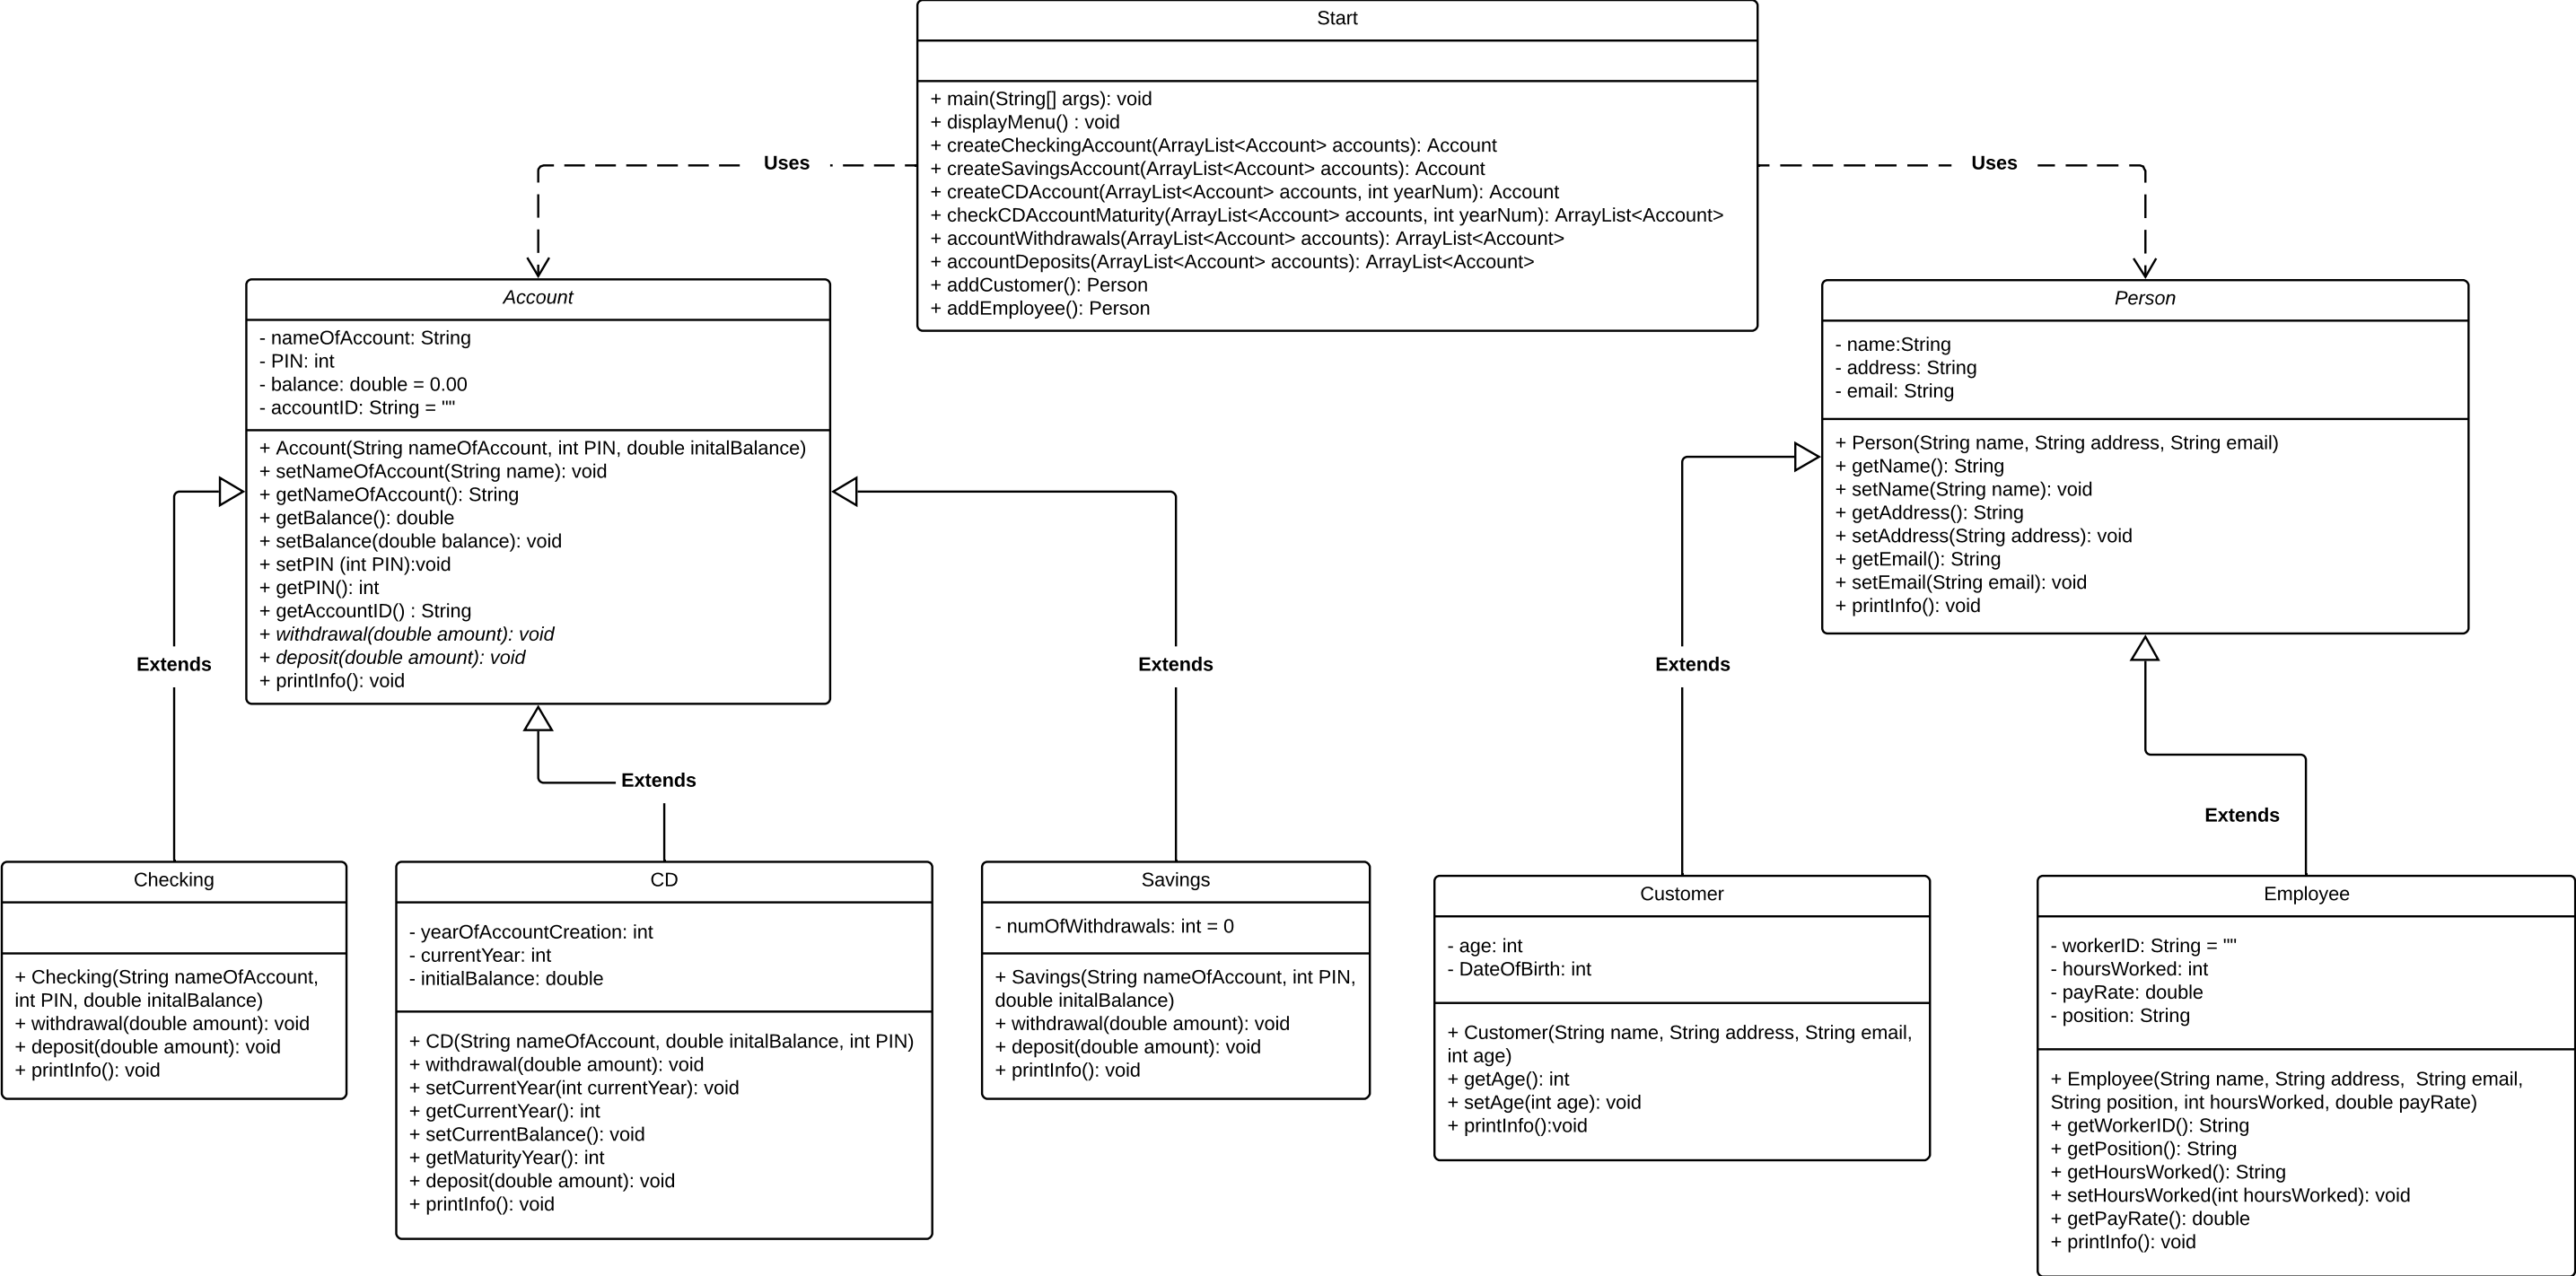 Start
+ main(String[] args): void
+ displayMenu() : void
+ createCheckingAccount(ArrayList<Account> accounts): Account
+ createSavingsAccount(ArrayList<Account> accounts): Account
+ createCDAccount(ArrayList<Account> accounts, int yearNum): Account
+ checkCDAccountMaturity(ArrayList<Account> accounts, int yearNum): ArrayList<Account>
+ accountWithdrawals(ArrayList<Account> accounts): ArrayList<Account>
+ accountDeposits(ArrayList<Account> accounts): ArrayList<Account>
+ addCustomer(): Person
+ addEmployee(): Person
Uses
Uses
Account
- nameOfAccount: String
- PIN: int
- balance: double = 0.00
- accountID: String = ""
+ Account(String nameOfAccount, int PIN, double initalBalance)
+ setNameOfAccount(String name): void
+ getNameOfAccount(): String
+ getBalance(): double
+ setBalance(double balance): void
+ setPIN (int PIN):void
+ getPIN(): int
+ getAccountID() : String
+ withdrawal(double amount): void
+ deposit(double amount): void
+ printInfo(): void
Person
- name:String
- address: String
- email: String
+ Person(String name, String address, String email)
+ getName(): String
+ setName(String name): void
+ getAddress(): String
+ setAddress(String address): void
+ getEmail(): String
+ setEmail(String email): void
+ printInfo(): void
Extends
Extends
Extends
Extends
Extends
Checking
+ Checking(String nameOfAccount,
int PIN, double initalBalance)
+ withdrawal(double amount): void
+ deposit(double amount): void
+ printInfo(): void
CD
- yearOfAccountCreation: int
- currentYear: int
- initialBalance: double
+ CD(String nameOfAccount, double initalBalance, int PIN)
+ withdrawal(double amount): void
+ setCurrentYear(int currentYear): void
+ getCurrentYear(): int
+ setCurrentBalance(): void
+ getMaturityYear(): int
+ deposit(double amount): void
+ printInfo(): void
Savings
- numOfWithdrawals: int = 0
+ Savings(String nameOfAccount, int PIN,
double initalBalance)
+ withdrawal(double amount): void
+ deposit(double amount): void
+ printInfo(): void
Customer
- age: int
- DateOfBirth: int
+ Customer(String name, String address, String email,
int age)
+ getAge(): int
+ setAge(int age): void
+ printInfo():void
Employee
- workerID: String = ""
- hoursWorked: int
- payRate: double
- position: String
+ Employee(String name, String address,  String email,
String position, int hoursWorked, double payRate)
+ getWorkerID(): String
+ getPosition(): String
+ getHoursWorked(): String
+ setHoursWorked(int hoursWorked): void
+ getPayRate(): double
+ printInfo(): void